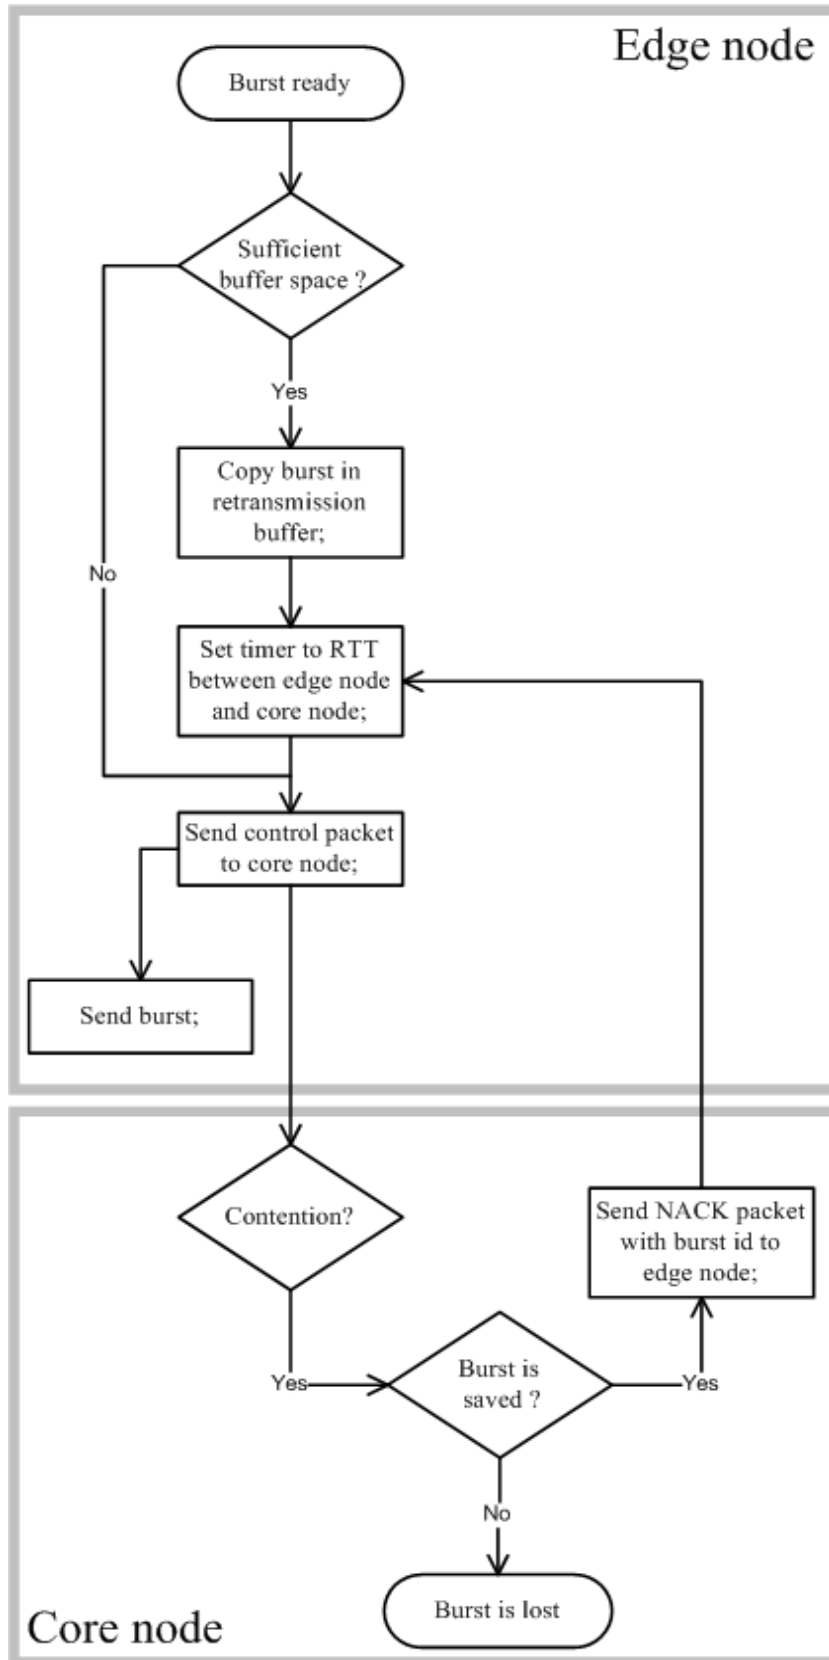 Edge node
Burst ready
Sufficient
buffer space ?
Yes
Copy burst in
retransmission
buffer;
No
Set timer to RTT
between edge node
and core node;
Send control packet
to core node;
Send burst;
Contention?
Send NACK packet
with burst id to
edge node;
Yes
Burst is
saved ?
Yes
No
Burst is lost
Core node